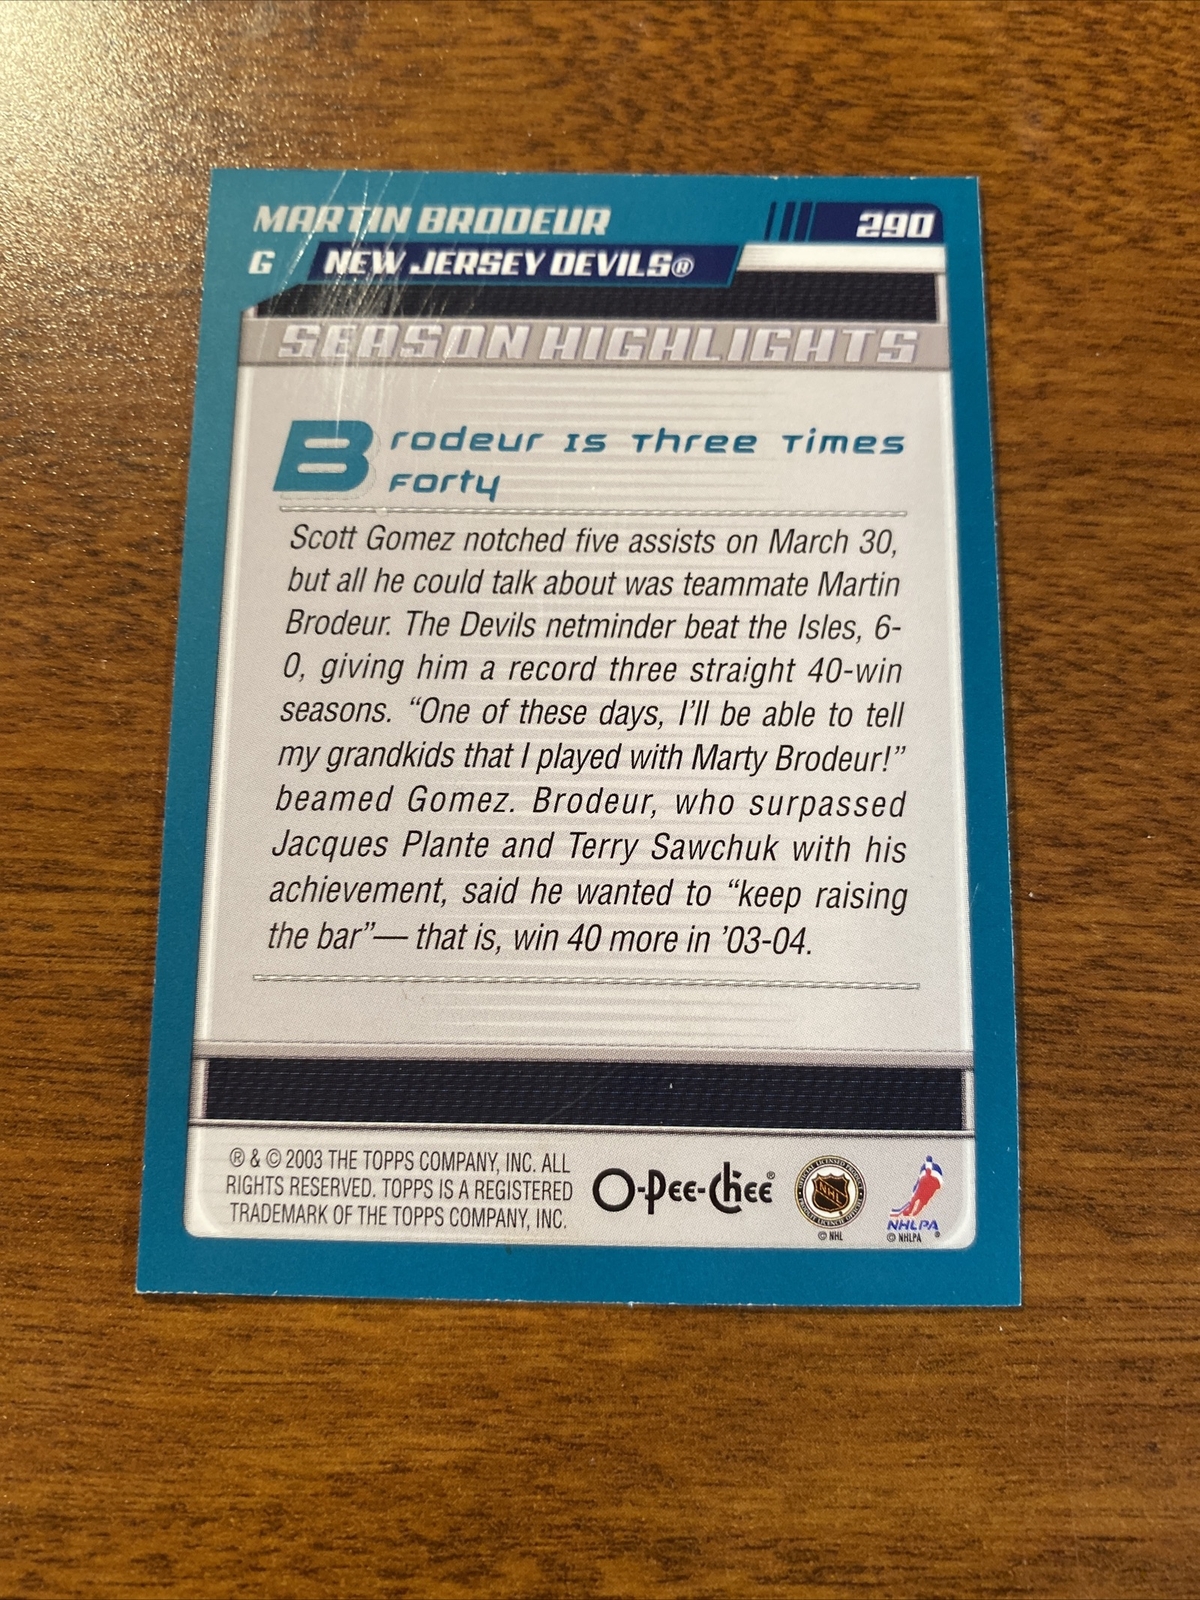 MARTIN BRODEUR
290
G NEW JERSEY DEVILS®
SEASON HIGHLIGHTS
Brodeur Is Three Times
Forty
Scott Gomez notched five assists on March 30,
but all he could talk about was teammate Martin
Brodeur. The Devils netminder beat the Isles, 6-
0, giving him a record three straight 40-win
seasons. “One of these days, I’ll be able to tell
my grandkids that I played with Marty Brodeur!”
beamed Gomez. Brodeur, who surpassed
Jacques Plante and Terry Sawchuk with his
achievement, said he wanted to “keep raising
the bar”— that is, win 40 more in ’03-04.
® & © 2003 THE TOPPS COMPANY, INC. ALL
RIGHTS RESERVED. TOPPS IS A REGISTERED
TRADEMARK OF THE TOPPS COMPANY, INC.
O-Pee-Chee®
NHL
© NHL
NHLPA®
© NHLPA